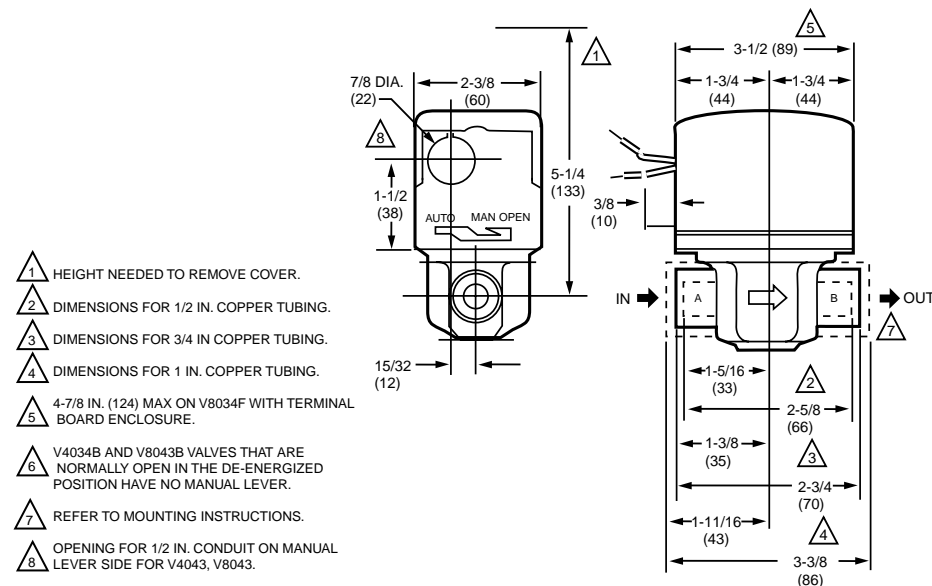 5
3-1/2 (89)
1
7/8 DIA.
(22)
2-3/8
(60)
1-3/4
(44)
1-3/4
(44)
8
5-1/4
(133)
1-1/2
(38)
3/8
(10)
AUTO MAN OPEN
IN A B OUT
7
15/32
(12)
1-5/16
(33)
2
2-5/8
(66)
1-3/8
(35)
3
2-3/4
(70)
1-11/16
(43)
4
3-3/8
(86)
1 HEIGHT NEEDED TO REMOVE COVER.
2 DIMENSIONS FOR 1/2 IN. COPPER TUBING.
3 DIMENSIONS FOR 3/4 IN COPPER TUBING.
4 DIMENSIONS FOR 1 IN. COPPER TUBING.
5 4-7/8 IN. (124) MAX ON V8034F WITH TERMINAL
BOARD ENCLOSURE.
6 V4034B AND V8043B VALVES THAT ARE
NORMALLY OPEN IN THE DE-ENERGIZED
POSITION HAVE NO MANUAL LEVER.
7 REFER TO MOUNTING INSTRUCTIONS.
8 OPENING FOR 1/2 IN. CONDUIT ON MANUAL
LEVER SIDE FOR V4043, V8043.